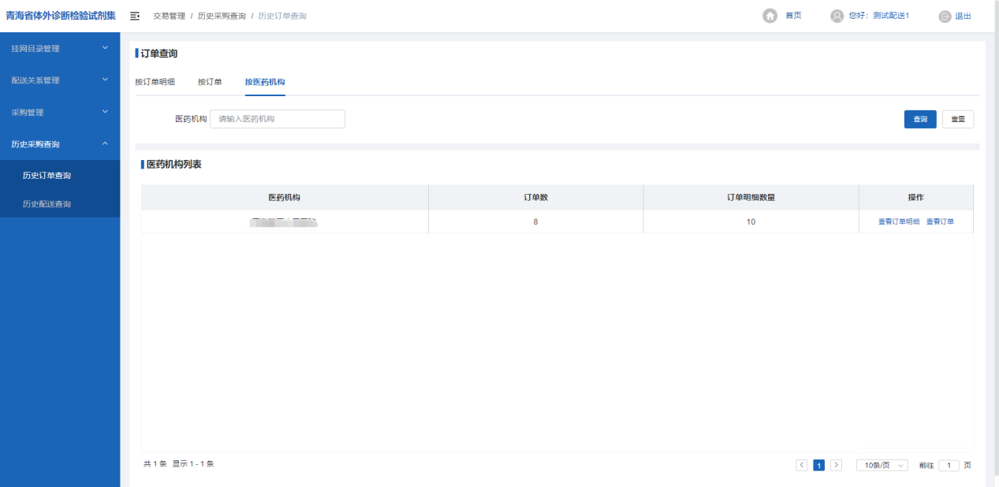 青海省体外诊断检验试剂集
交易管理 / 历史采购查询 / 历史订单查询
首页
您好：测试配送1
退出
挂网目录管理
配送关系管理
采购管理
历史采购查询
历史订单查询
历史配送查询
订单查询
按订单明细 按订单 按医药机构
医药机构 请输入医药机构 查询 重置
医药机构列表
医药机构 订单数 订单明细数量 操作
8 10 查看订单明细 查看订单
共 1 条 显示 1 - 1 条
1 10条/页 前往 1 页